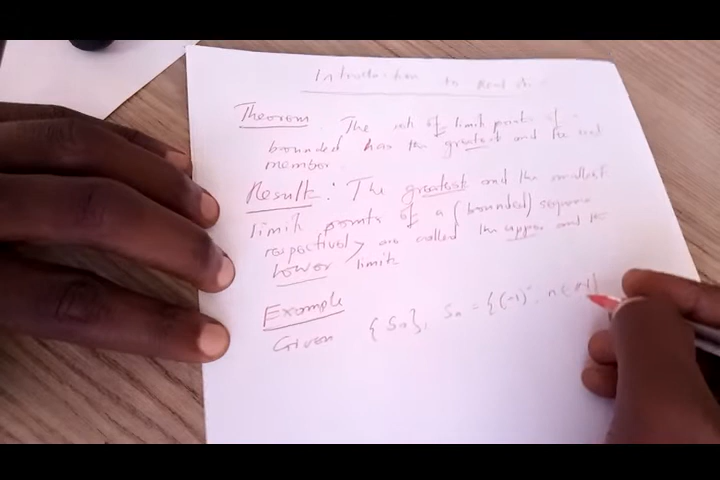 Introduction to Real
Theorem The set of limit points of
bounded has the greatest and the
member
Result: The greatest and the smallest
limit points of a (bounded) sequence
respectively are called the upper and the
lower limit
Example
Given {Sn}, Sn = {(-1)^n, n ∈ N}